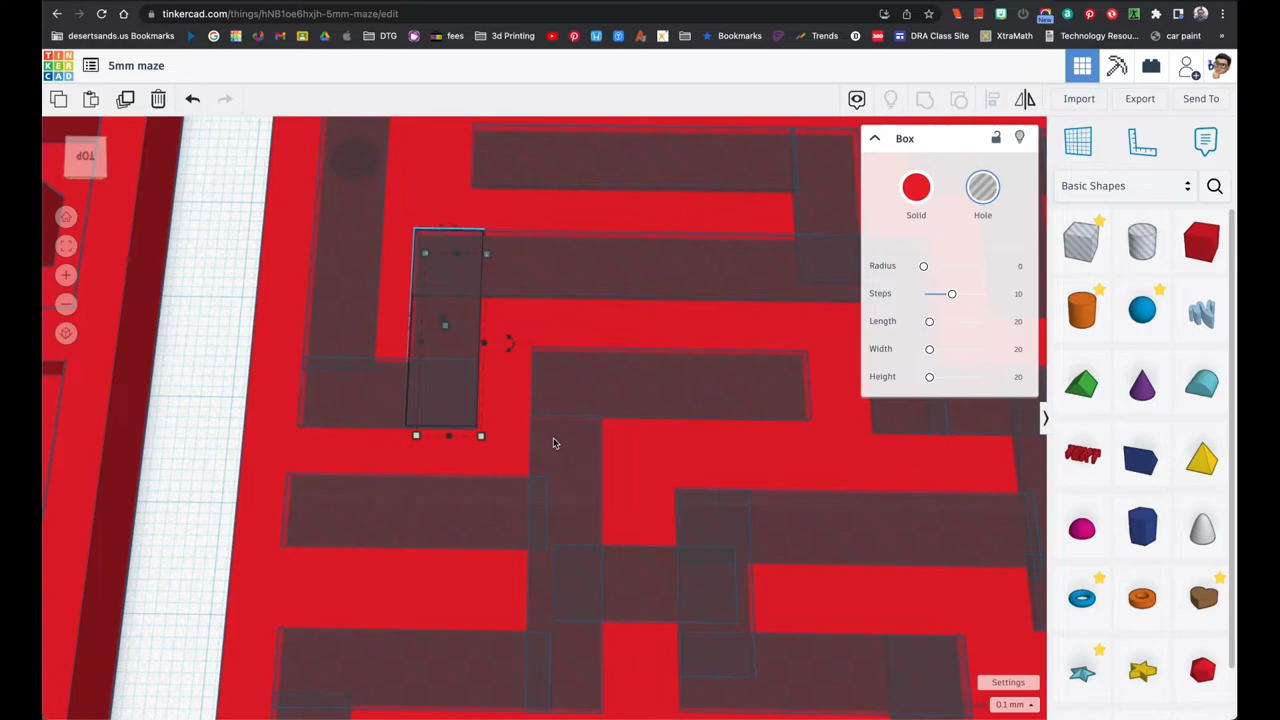 tinkercad.com/things/hNB1oe6hxjh-5mm-maze/edit
New
desertsands.us Bookmarks
DTG
fees
3d Printing
Bookmarks
Trends
DRA Class Site
XtraMath
Technology Resou...
car paint
TIN
KER
CAD
5mm maze
Import
Export
Send To
TOP
Box
Solid
Hole
Radius 0
Steps 10
Length 20
Width 20
Height 20
Basic Shapes
Settings
0.1 mm